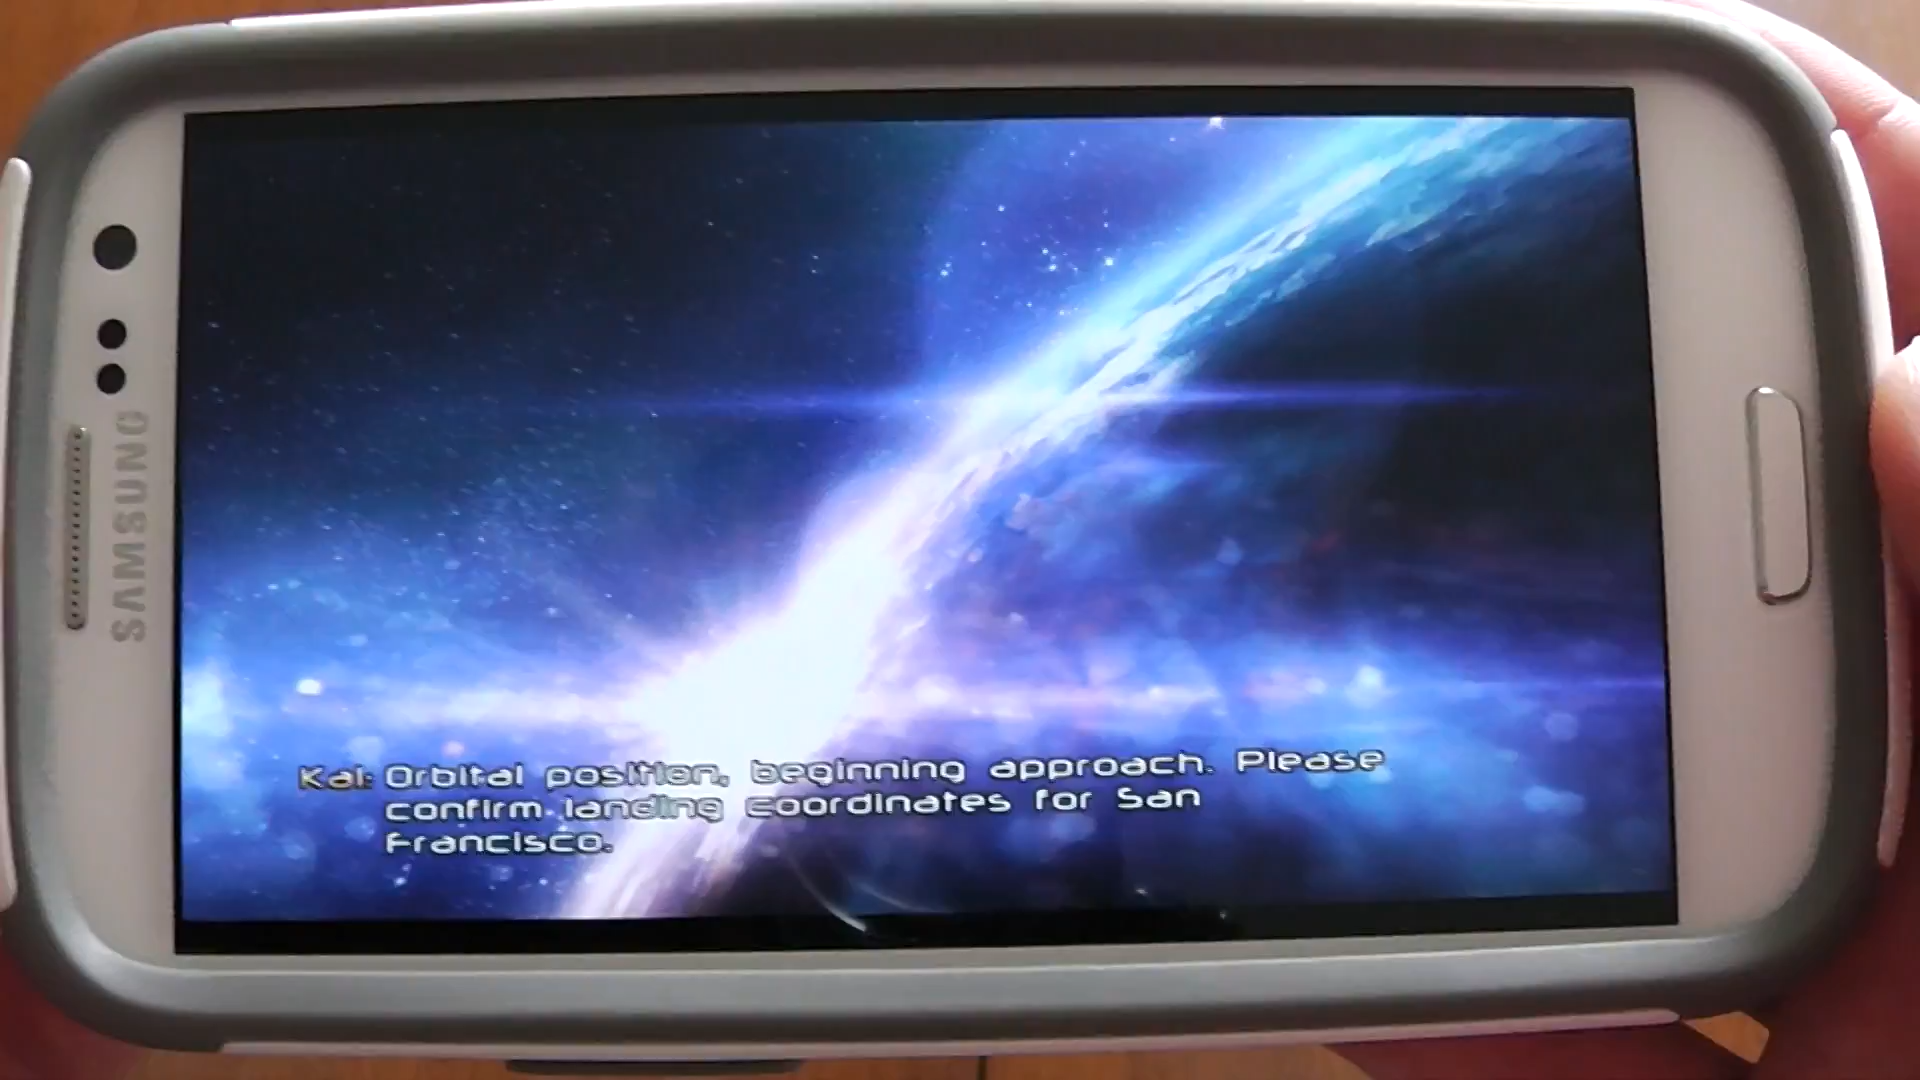 SAMSUNG
Kai: Orbital position, beginning approach. Please
confirm landing coordinates for San
Francisco.